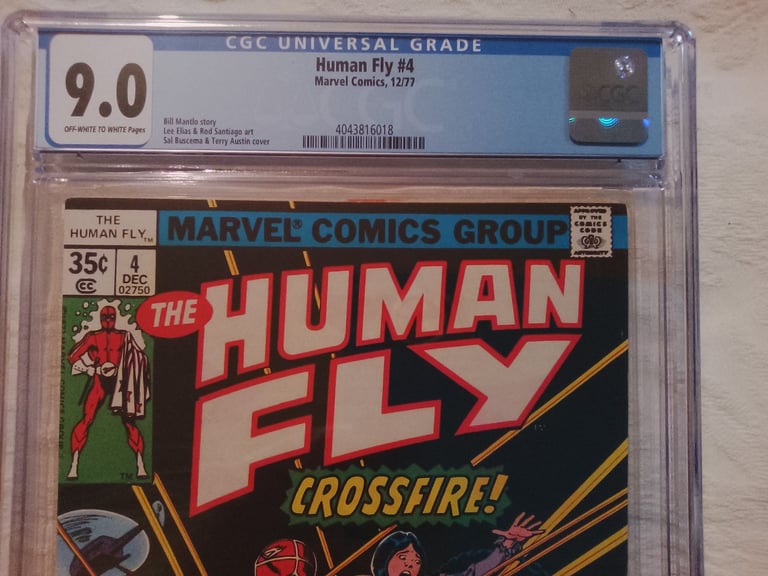 CGC UNIVERSAL GRADE
9.0
OFF-WHITE TO WHITE Pages
Human Fly #4
Marvel Comics, 12/77
Bill Mantlo story
Lee Elias & Rod Santiago art
Sal Buscema & Terry Austin cover
4043816018
CGC
THE
HUMAN FLY™
MARVEL® COMICS GROUP
APPROVED
BY THE
COMICS
CODE
AUTHORITY
35¢
CC
4
DEC
02750
THE
HUMAN
FLY
TM
CROSSFIRE!